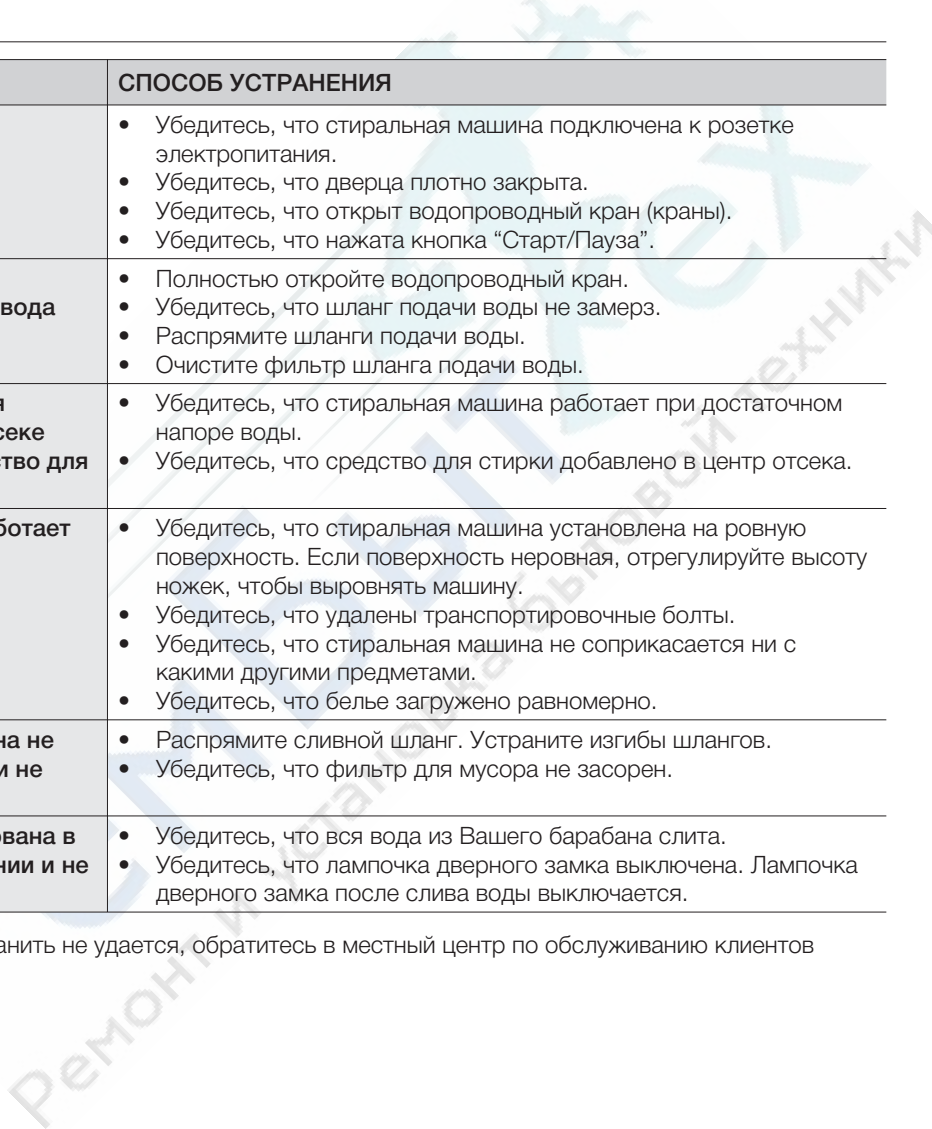 СПОСОБ УСТРАНЕНИЯ
• Убедитесь, что стиральная машина подключена к розетке
электропитания.
• Убедитесь, что дверца плотно закрыта.
• Убедитесь, что открыт водопроводный кран (краны).
• Убедитесь, что нажата кнопка “Старт/Пауза”.
вода
• Полностью откройте водопроводный кран.
• Убедитесь, что шланг подачи воды не замерз.
• Распрямите шланги подачи воды.
• Очистите фильтр шланга подачи воды.
я
секе
ство для
• Убедитесь, что стиральная машина работает при достаточном
напоре воды.
• Убедитесь, что средство для стирки добавлено в центр отсека.
ботает
• Убедитесь, что стиральная машина установлена на ровную
поверхность. Если поверхность неровная, отрегулируйте высоту
ножек, чтобы выровнять машину.
• Убедитесь, что удалены транспортировочные болты.
• Убедитесь, что стиральная машина не соприкасается ни с
какими другими предметами.
• Убедитесь, что белье загружено равномерно.
на не
и не
• Распрямите сливной шланг. Устраните изгибы шлангов.
• Убедитесь, что фильтр для мусора не засорен.
ована в
нии и не
• Убедитесь, что вся вода из Вашего барабана слита.
• Убедитесь, что лампочка дверного замка выключена. Лампочка
дверного замка после слива воды выключается.
анить не удается, обратитесь в местный центр по обслуживанию клиентов
емБытТех
Ремонт и установка бытовой техники